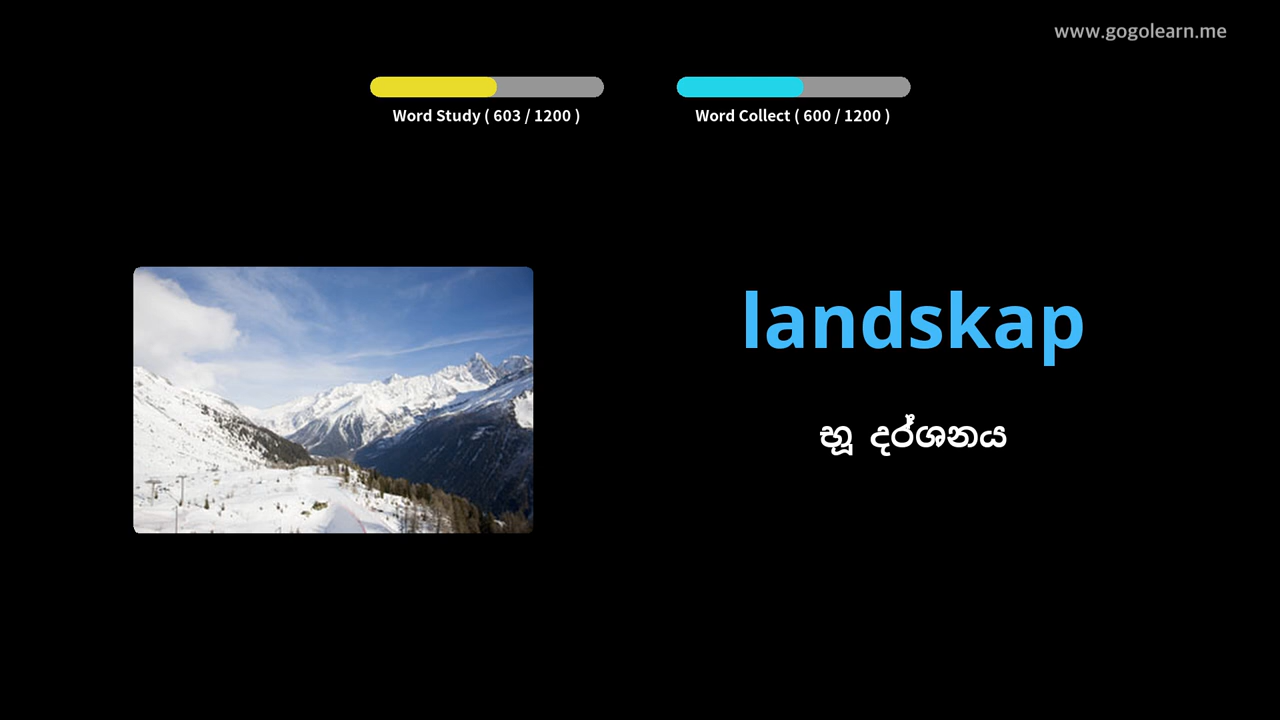 www.gogolearn.me
Word Study ( 603 / 1200 )
Word Collect ( 600 / 1200 )
landskap
භූ දර්ශනය